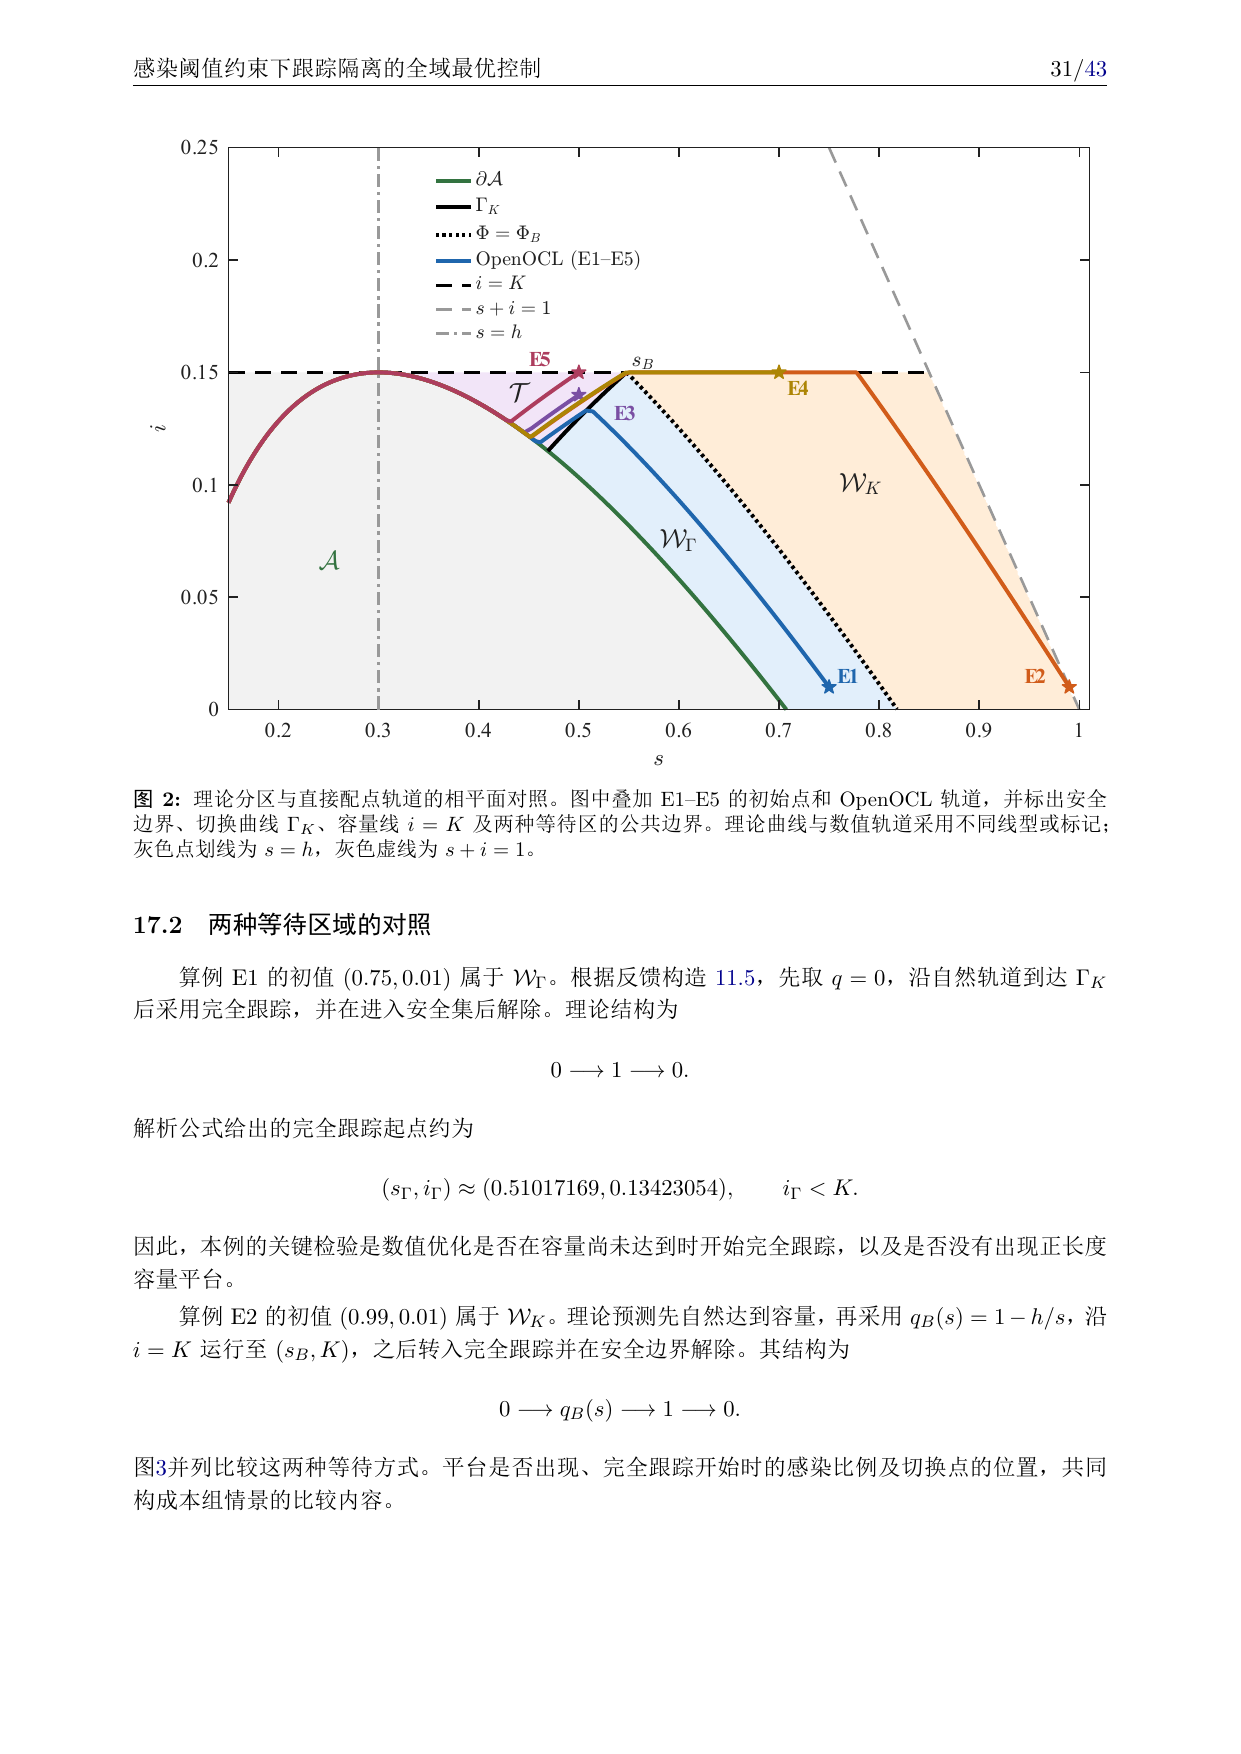 感染阈值约束下跟踪隔离的全域最优控制 31/43
0.25
0.2
0.15
0.1
0.05
0
i
∂𝒜
Γ_K
Φ = Φ_B
OpenOCL (E1–E5)
i = K
s + i = 1
s = h
E5
s_B
𝒯
E4
E3
𝒲_K
𝒲_Γ
𝒜
E1
E2
0.2 0.3 0.4 0.5 0.6 0.7 0.8 0.9 1
s
图 2: 理论分区与直接配点轨道的相平面对照。图中叠加 E1–E5 的初始点和 OpenOCL 轨道，并标出安全
边界、切换曲线 Γ_K、容量线 i = K 及两种等待区的公共边界。理论曲线与数值轨道采用不同线型或标记；
灰色点划线为 s = h，灰色虚线为 s + i = 1。
17.2 两种等待区域的对照
算例 E1 的初值 (0.75, 0.01) 属于 𝒲_Γ。根据反馈构造 11.5，先取 q = 0，沿自然轨道到达 Γ_K
后采用完全跟踪，并在进入安全集后解除。理论结构为
0 ⟶ 1 ⟶ 0.
解析公式给出的完全跟踪起点约为
(s_Γ, i_Γ) ≈ (0.51017169, 0.13423054), i_Γ < K.
因此，本例的关键检验是数值优化是否在容量尚未达到时开始完全跟踪，以及是否没有出现正长度
容量平台。
算例 E2 的初值 (0.99, 0.01) 属于 𝒲_K。理论预测先自然达到容量，再采用 q_B(s) = 1 − h/s，沿
i = K 运行至 (s_B, K)，之后转入完全跟踪并在安全边界解除。其结构为
0 ⟶ q_B(s) ⟶ 1 ⟶ 0.
图3并列比较这两种等待方式。平台是否出现、完全跟踪开始时的感染比例及切换点的位置，共同
构成本组情景的比较内容。